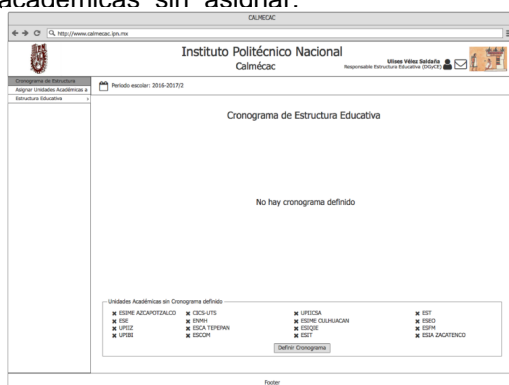 académicas sin asignar.
CALMECAC
http://www.calmecac.ipn.mx
Instituto Politécnico Nacional
Calmécac
Ulises Vélez Saldaña
Responsable Estructura Educativa (DGyCE)
Cronograma de Estructura
Asignar Unidades Académicas a
Estructura Educativa >
Periodo escolar: 2016-2017/2
Cronograma de Estructura Educativa
No hay cronograma definido
Unidades Académicas sin Cronograma definido
ESIME AZCAPOTZALCO CICS-UTS UPIICSA EST
ESE ENMH ESIME CULHUACAN ESEO
UPIIZ ESCA TEPEPAN ESIQIE ESFM
UPIBI ESCOM ESIT ESIA ZACATENCO
Definir Cronograma
Footer